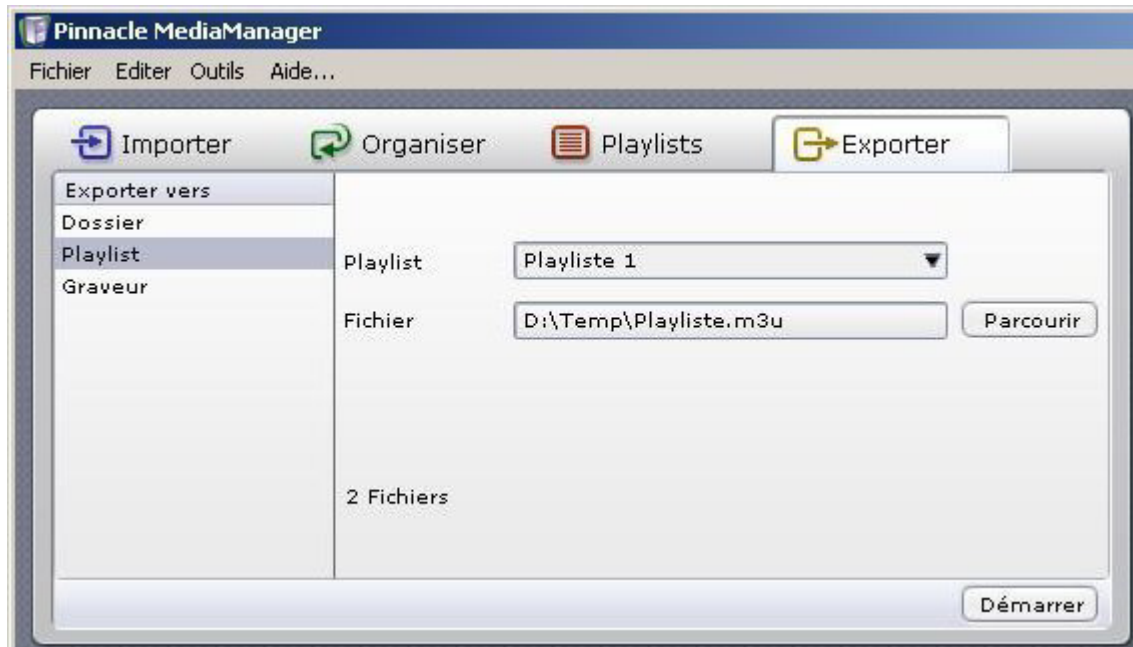 Pinnacle MediaManager
Fichier Editer Outils Aide...
Importer Organiser Playlists Exporter
Exporter vers
Dossier
Playlist
Graveur
Playlist Playliste 1
Fichier D:\Temp\Playliste.m3u Parcourir
2 Fichiers
Démarrer